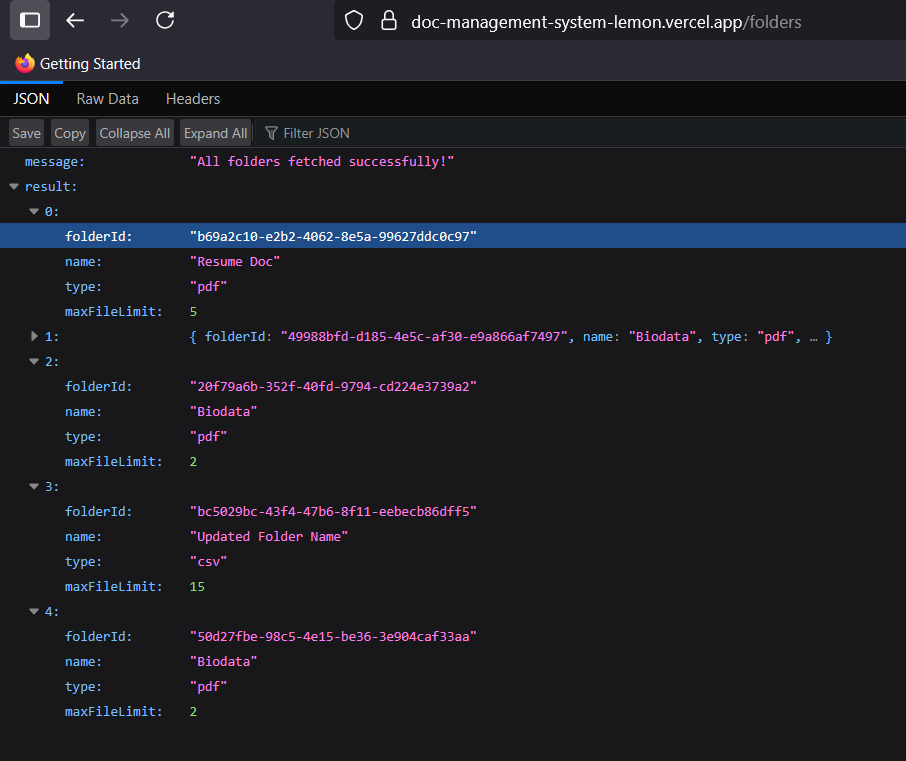 doc-management-system-lemon.vercel.app/folders
Getting Started
JSON Raw Data Headers
Save Copy Collapse All Expand All Filter JSON
message: "All folders fetched successfully!"
result:
0:
folderId: "b69a2c10-e2b2-4062-8e5a-99627ddc0c97"
name: "Resume Doc"
type: "pdf"
maxFileLimit: 5
1: { folderId: "49988bfd-d185-4e5c-af30-e9a866af7497", name: "Biodata", type: "pdf", … }
2:
folderId: "20f79a6b-352f-40fd-9794-cd224e3739a2"
name: "Biodata"
type: "pdf"
maxFileLimit: 2
3:
folderId: "bc5029bc-43f4-47b6-8f11-eebecb86dff5"
name: "Updated Folder Name"
type: "csv"
maxFileLimit: 15
4:
folderId: "50d27fbe-98c5-4e15-be36-3e904caf33aa"
name: "Biodata"
type: "pdf"
maxFileLimit: 2